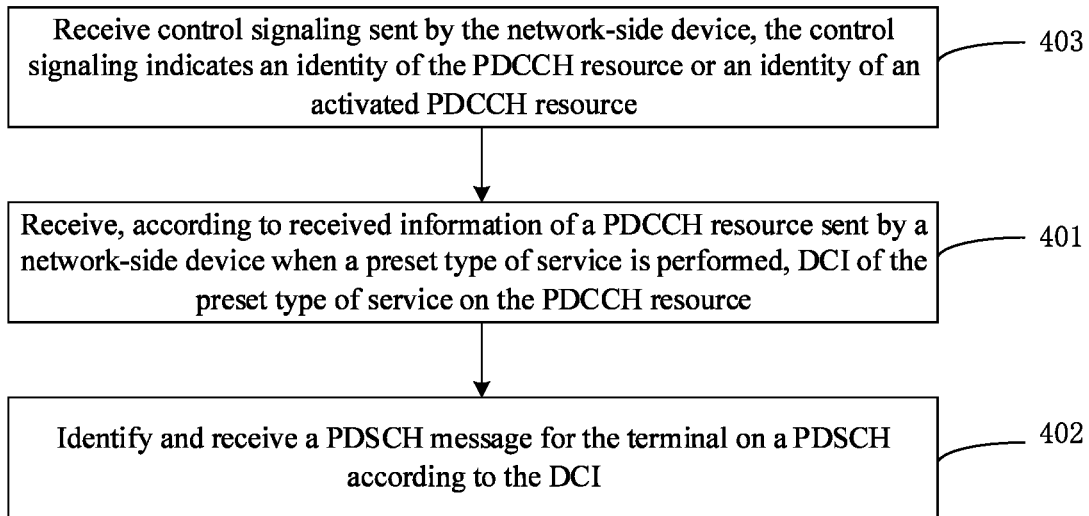 Receive control signaling sent by the network-side device, the control
signaling indicates an identity of the PDCCH resource or an identity of an
activated PDCCH resource
403
Receive, according to received information of a PDCCH resource sent by a
network-side device when a preset type of service is performed, DCI of the
preset type of service on the PDCCH resource
401
Identify and receive a PDSCH message for the terminal on a PDSCH
according to the DCI
402